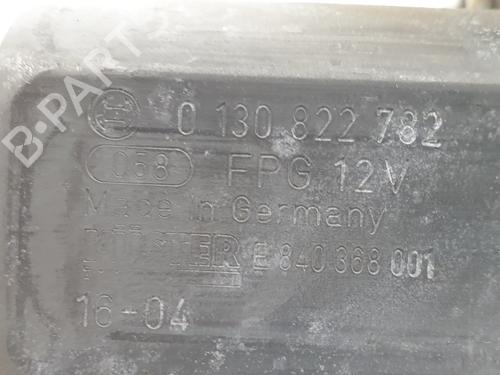 B-PARTS
0 130 822 782
058 FPG 12V
Made in Germany
E 840 368 001
16-04